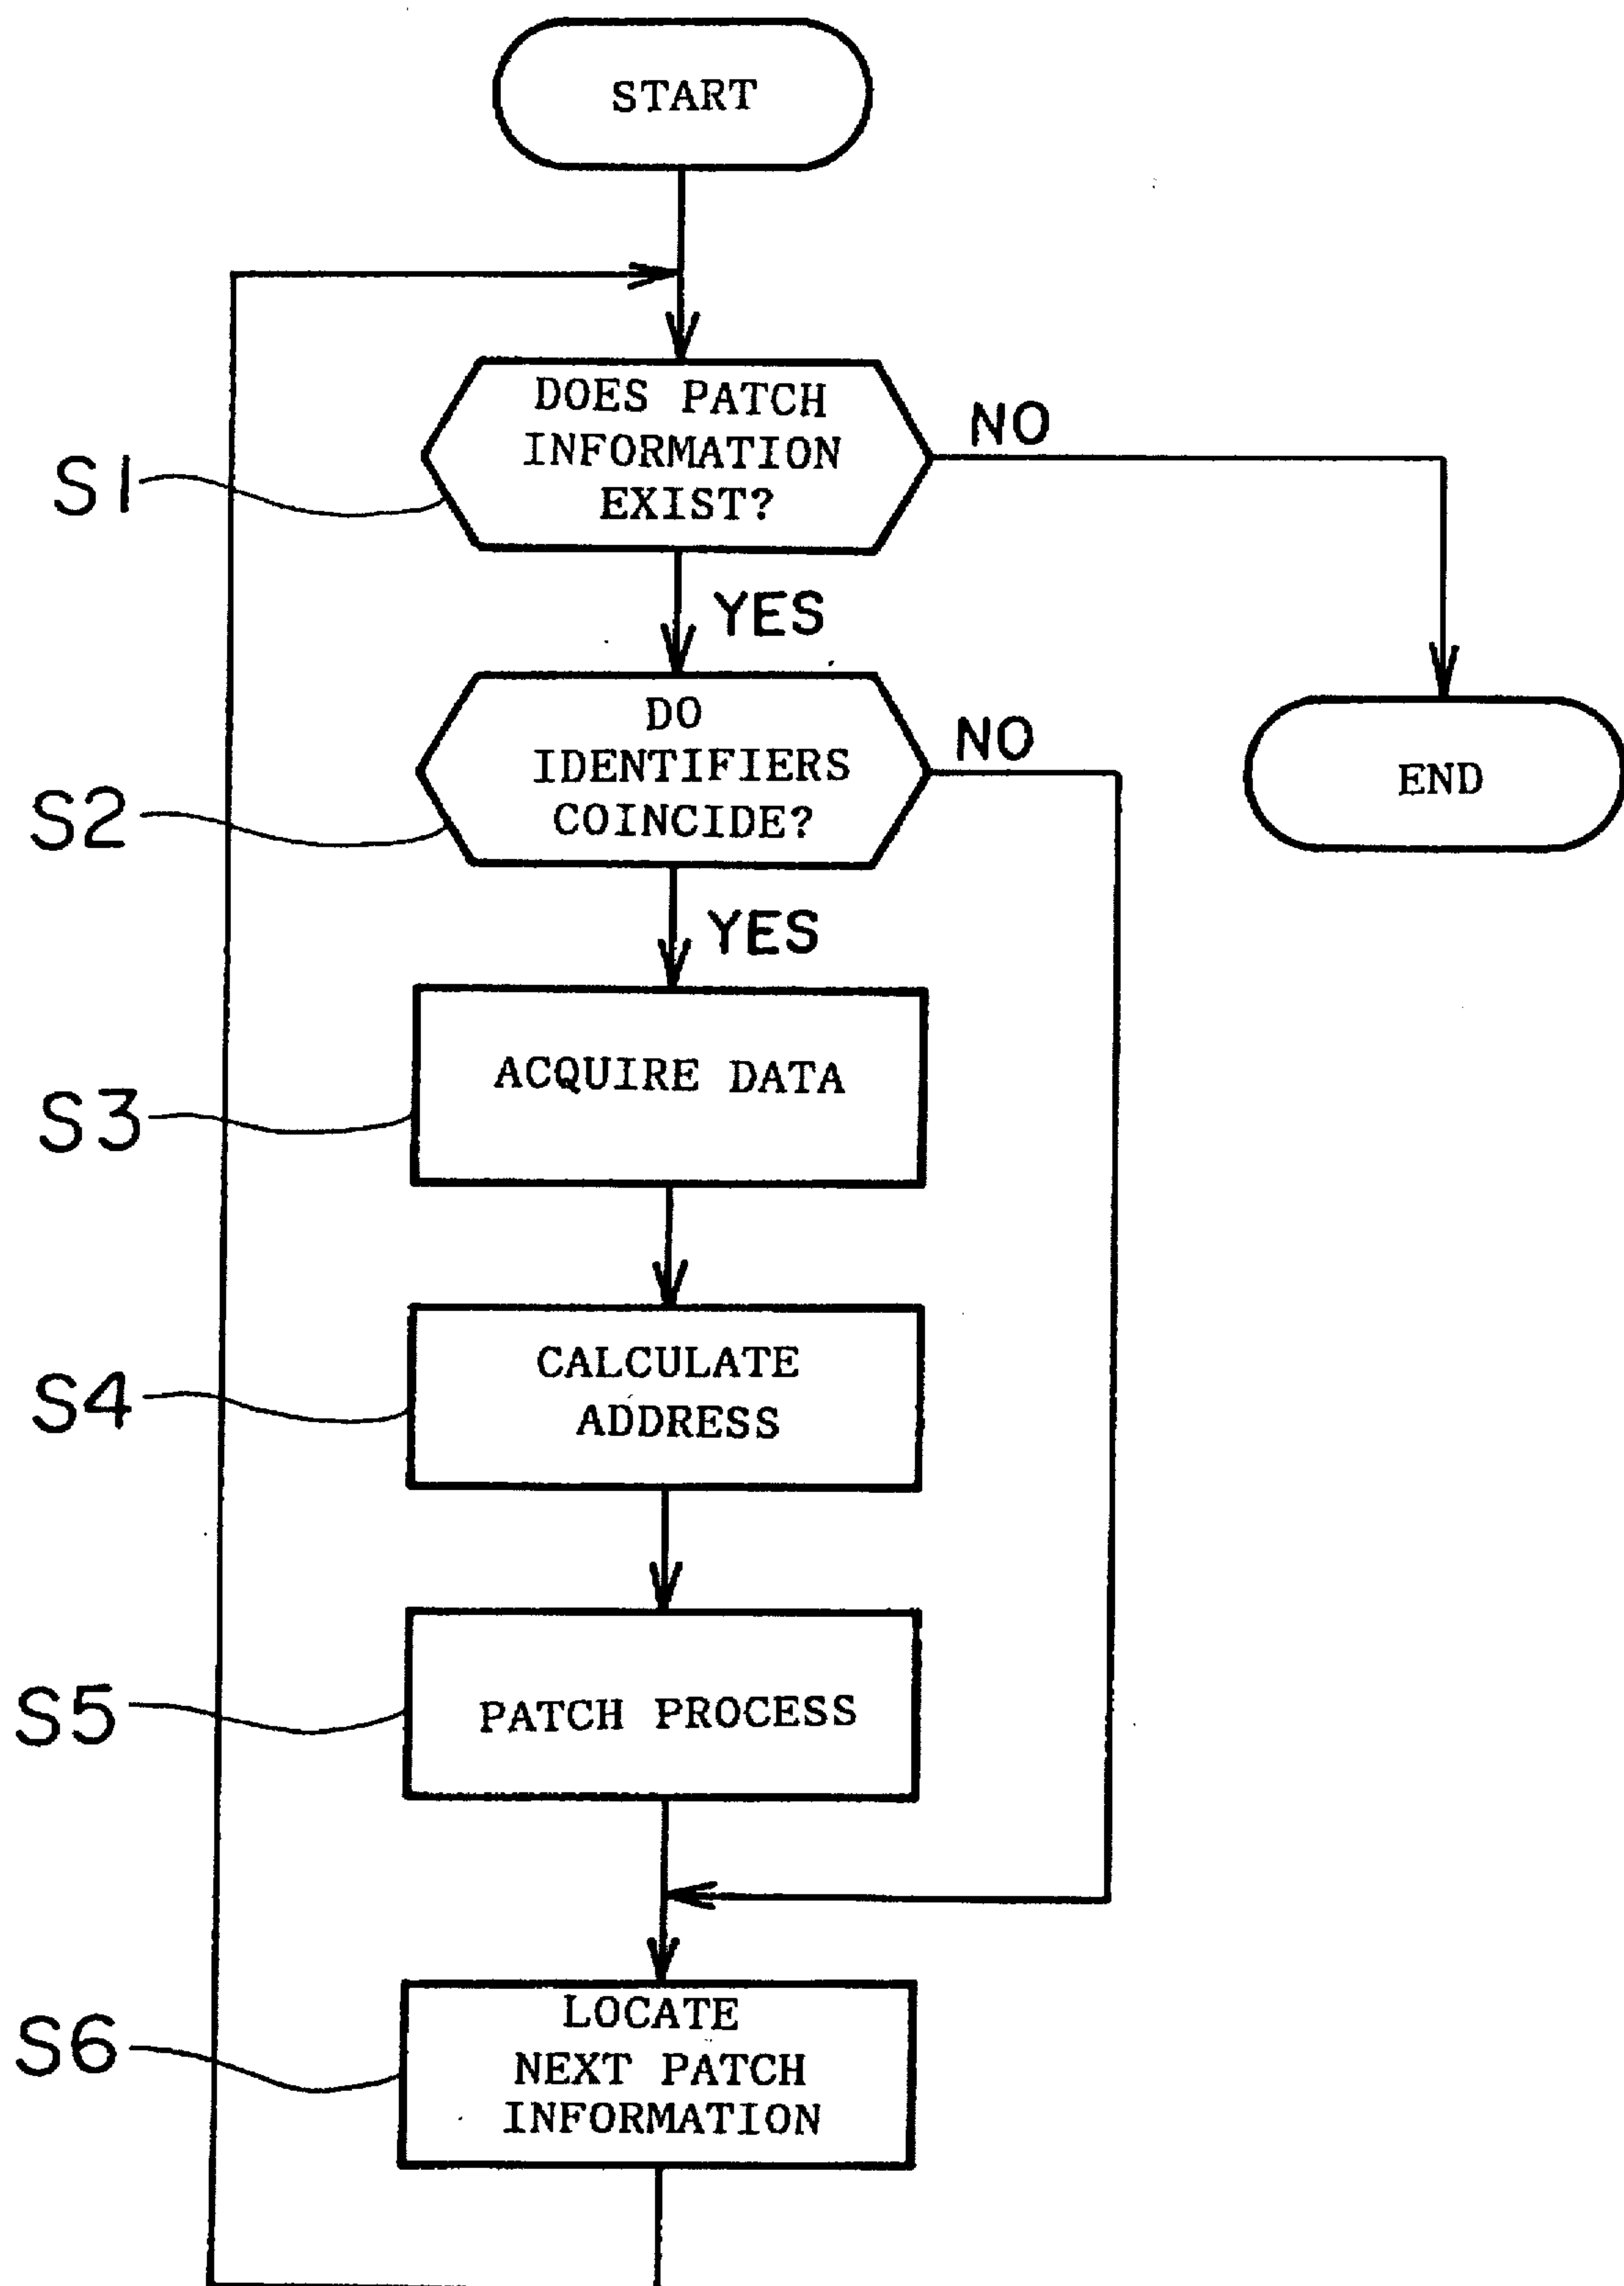 START
S1
DOES PATCH
INFORMATION
EXIST?
NO
YES
S2
DO
IDENTIFIERS
COINCIDE?
NO
END
YES
S3
ACQUIRE DATA
S4
CALCULATE
ADDRESS
S5
PATCH PROCESS
S6
LOCATE
NEXT PATCH
INFORMATION